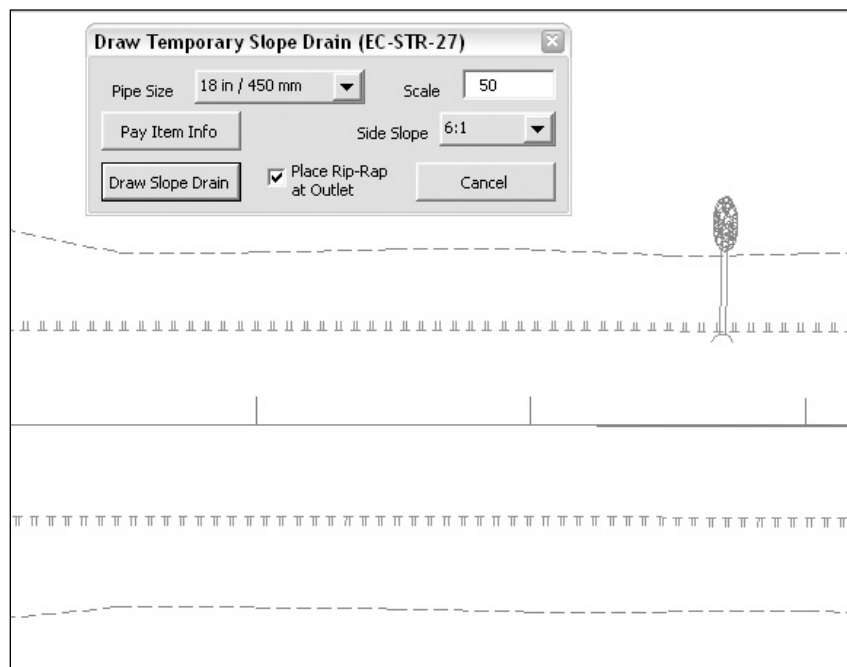 Draw Temporary Slope Drain (EC-STR-27)
Pipe Size 18 in / 450 mm Scale 50
Pay Item Info Side Slope 6:1
Draw Slope Drain Place Rip-Rap
at Outlet Cancel